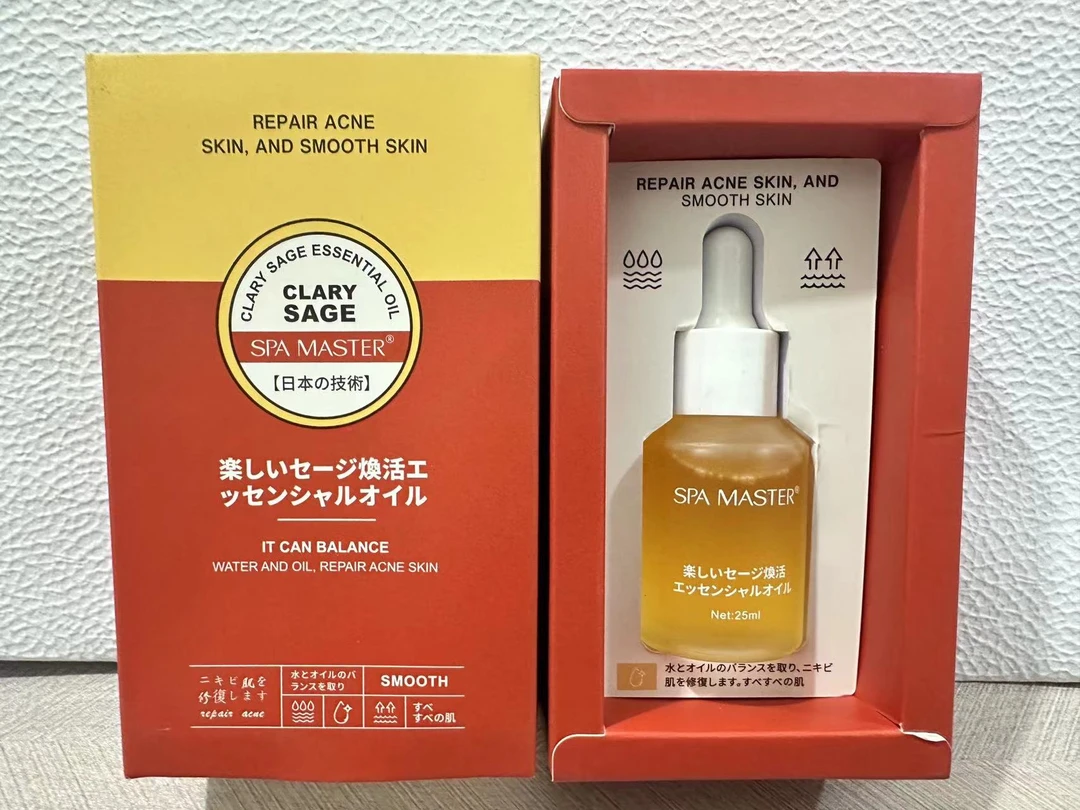 REPAIR ACNE
SKIN, AND SMOOTH SKIN
CLARY SAGE ESSENTIAL OIL
CLARY
SAGE
SPA MASTER®
【日本の技術】
楽しいセージ煥活エ
ッセンシャルオイル
IT CAN BALANCE
WATER AND OIL, REPAIR ACNE SKIN
ニキビ肌を
修復します
repair acne
水とオイルのバ
ランスを取り
SMOOTH
すべ
すべの肌
REPAIR ACNE SKIN, AND
SMOOTH SKIN
SPA MASTER®
楽しいセージ煥活
エッセンシャルオイル
Net:25ml
水とオイルのバランスを取り、ニキビ
肌を修復します。すべすべの肌